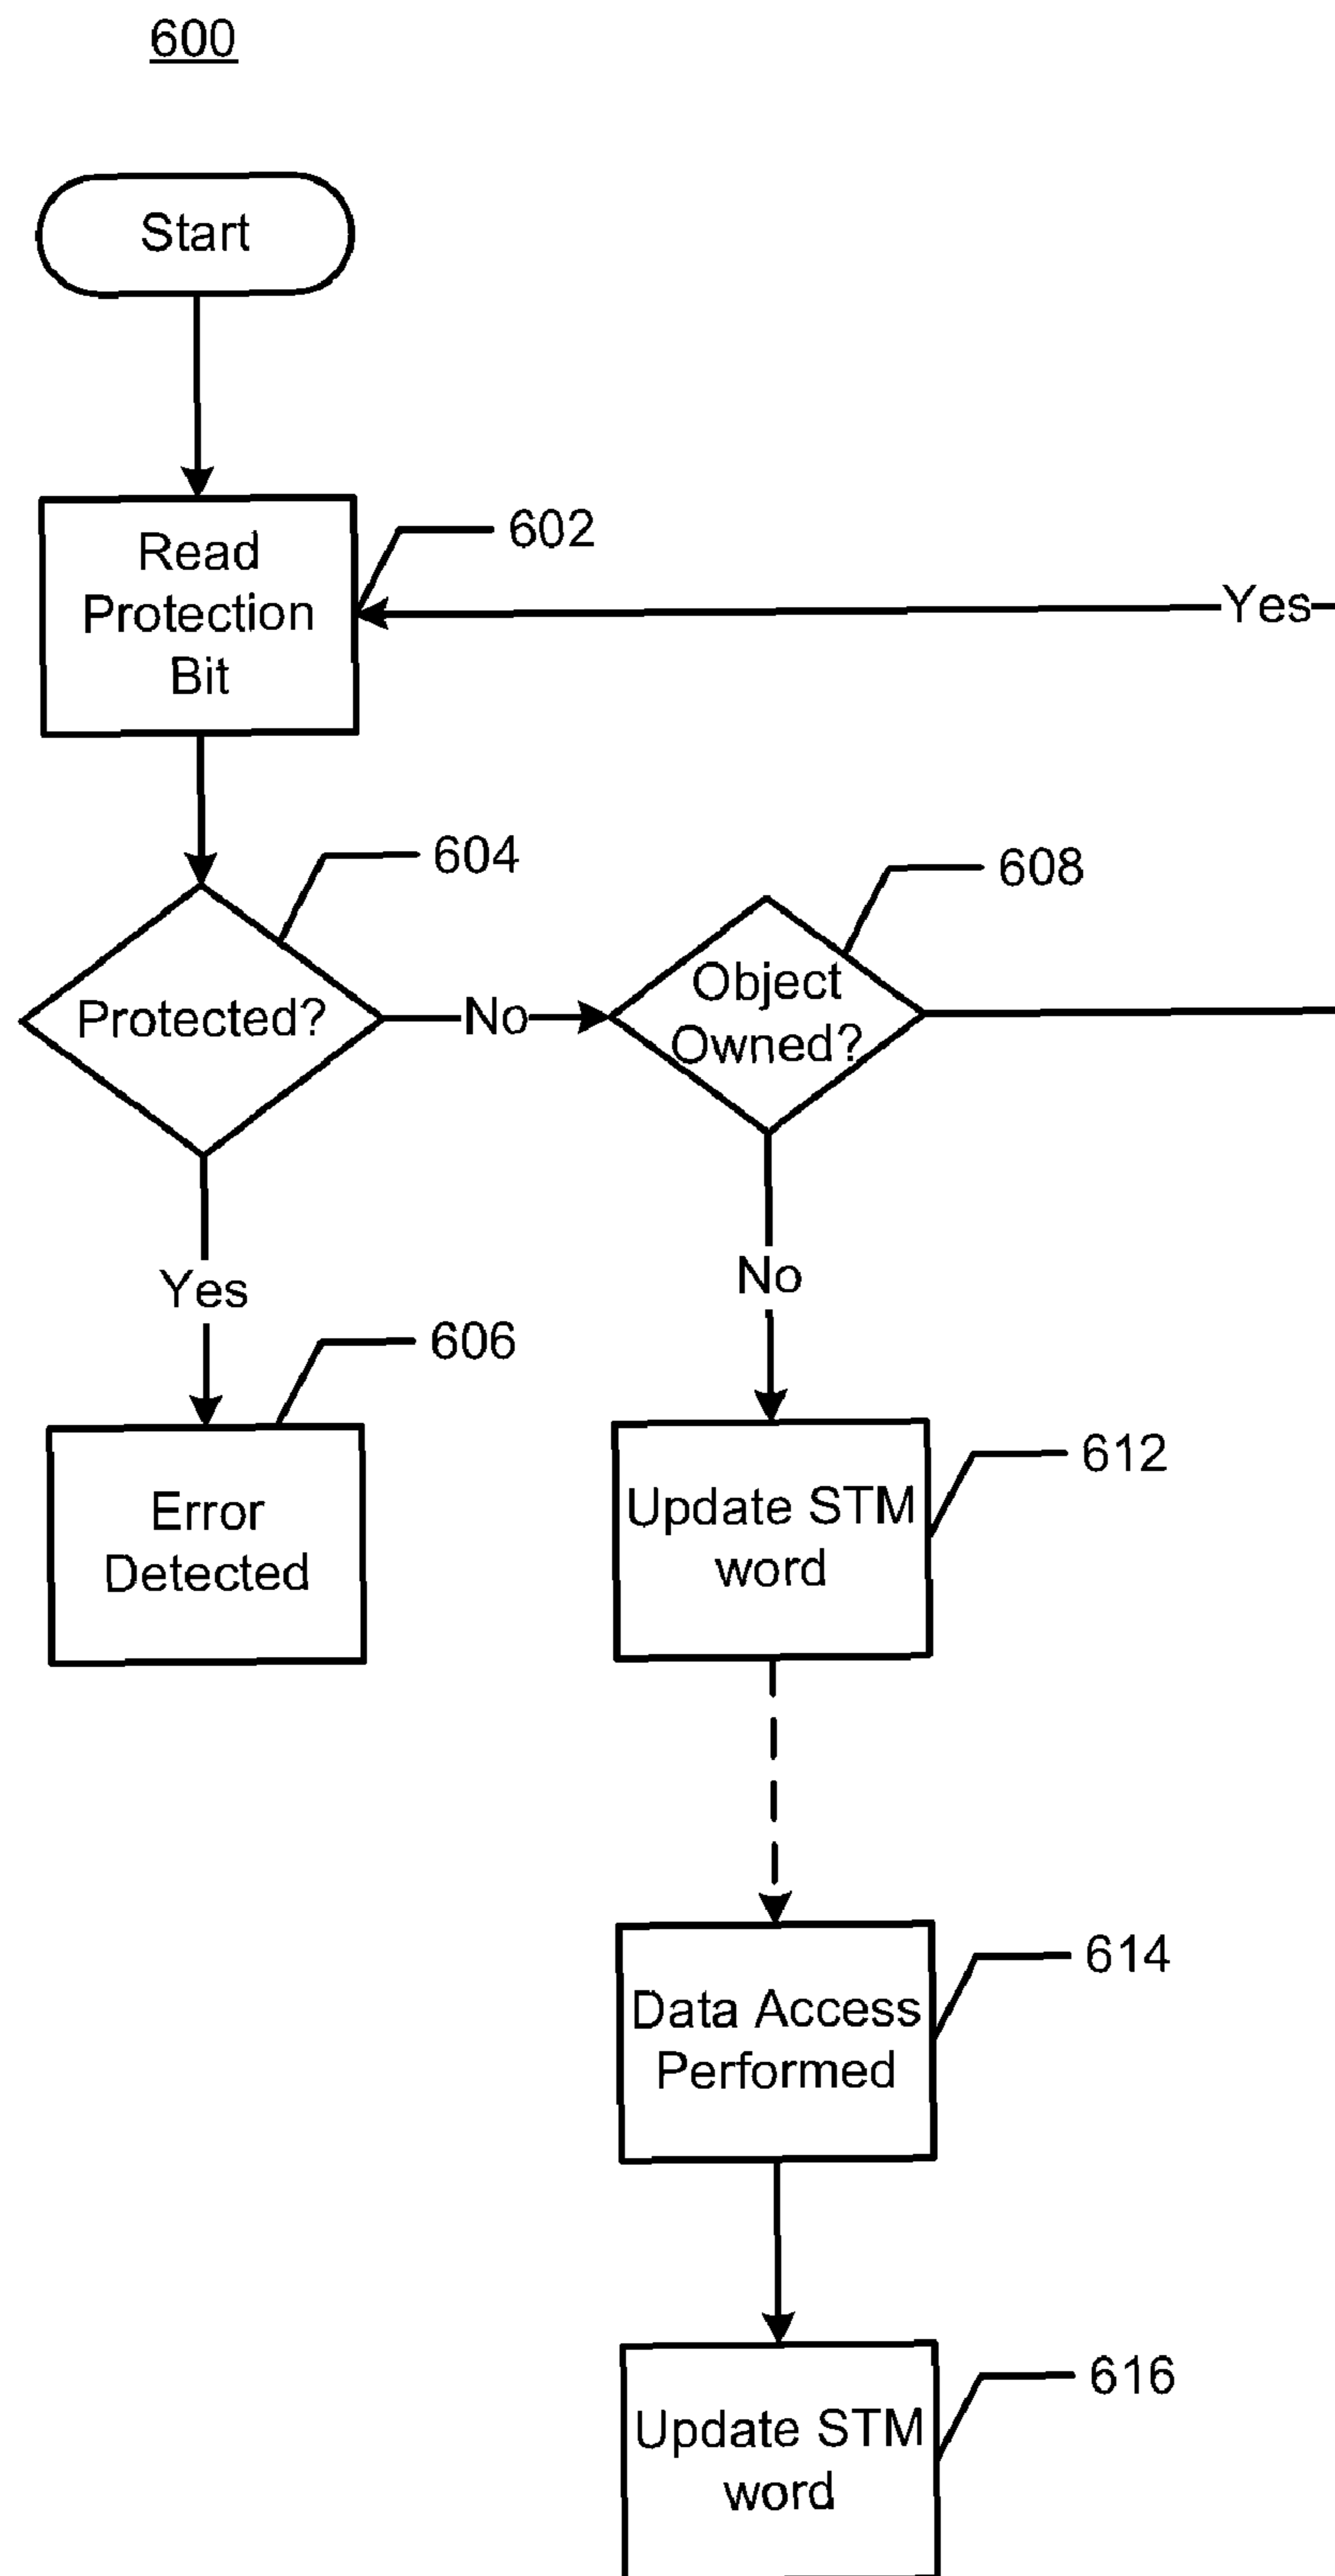 600
Start
Read
Protection
Bit
602
Yes
604
Protected?
No
608
Object
Owned?
Yes
606
Error
Detected
No
612
Update STM
word
614
Data Access
Performed
616
Update STM
word